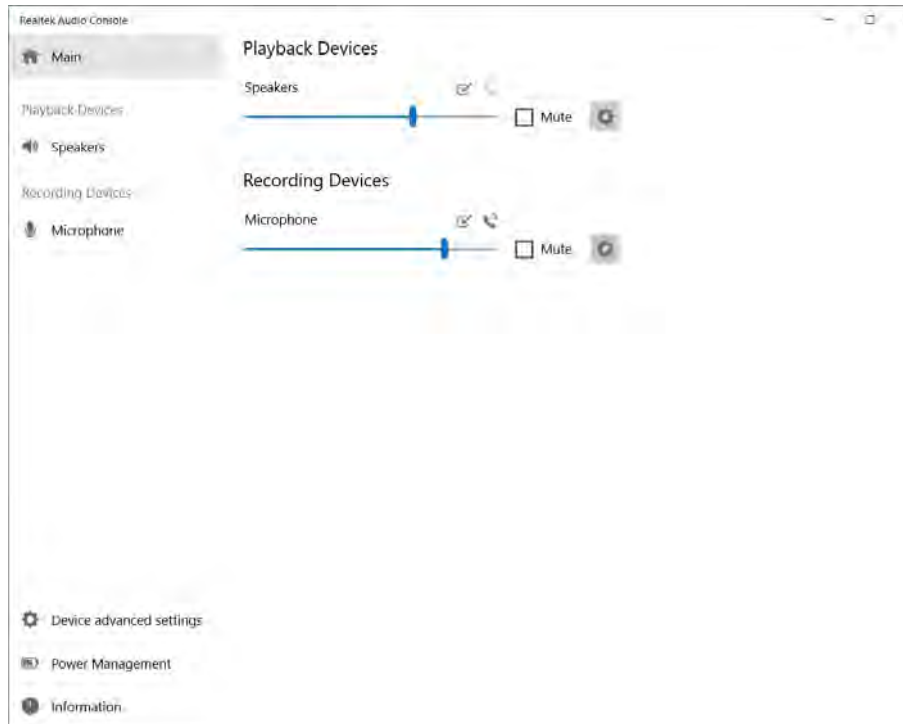 Realtek Audio Console
Main
Playback Devices
Speakers
Recording Devices
Microphone
Device advanced settings
Power Management
Information
Playback Devices
Speakers
Mute
Recording Devices
Microphone
Mute